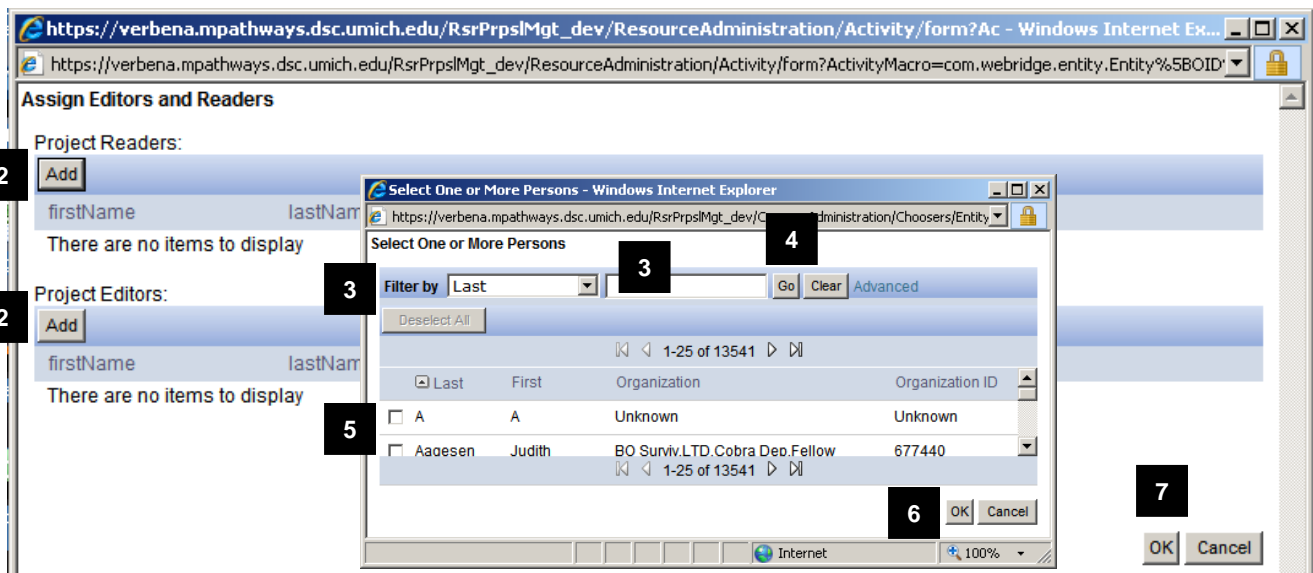 https://verbena.mpathways.dsc.umich.edu/RsrPrpslMgt_dev/ResourceAdministration/Activity/form?Ac - Windows Internet Ex...
https://verbena.mpathways.dsc.umich.edu/RsrPrpslMgt_dev/ResourceAdministration/Activity/form?ActivityMacro=com.webridge.entity.Entity%5BOID
Assign Editors and Readers
Project Readers:
2 Add
firstName lastNam
There are no items to display
Project Editors:
2 Add
firstName lastNam
There are no items to display
Select One or More Persons - Windows Internet Explorer
https://verbena.mpathways.dsc.umich.edu/RsrPrpslMgt_dev/C dministration/Choosers/Entity
Select One or More Persons
4
3 Filter by Last 3 Go Clear Advanced
Deselect All
1-25 of 13541
Last First Organization Organization ID
5 A A Unknown Unknown
Aagesen Judith BO Surviv.LTD.Cobra Dep.Fellow 677440
1-25 of 13541
6 OK Cancel
Internet 100%
7
OK Cancel